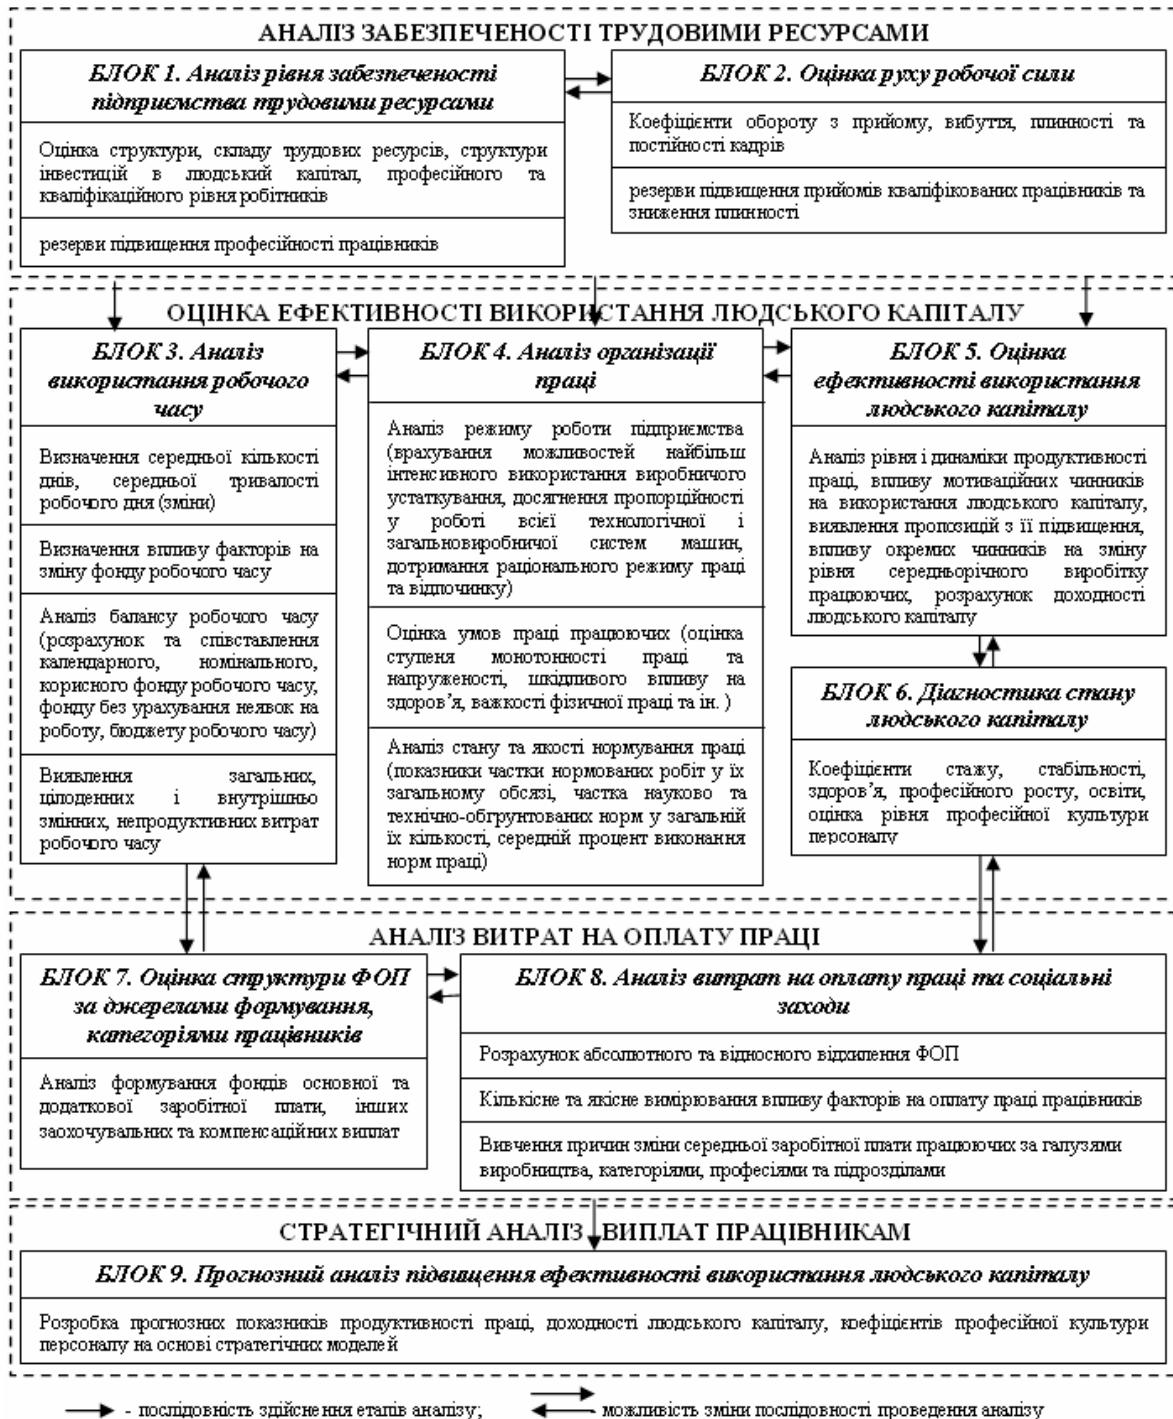 АНАЛІЗ ЗАБЕЗПЕЧЕНОСТІ ТРУДОВИМИ РЕСУРСАМИ
БЛОК 1. Аналіз рівня забезпеченості
підприємства трудовими ресурсами
Оцінка структури, складу трудових ресурсів, структури
інвестицій в людський капітал, професійного та
кваліфікаційного рівня робітників
резерви підвищення професійності працівників
БЛОК 2. Оцінка руху робочої сили
Коефіцієнти обороту з прийому, вибуття, плинності та
постійності кадрів
резерви підвищення прийомів кваліфікованих працівників та
зниження плинності
ОЦІНКА ЕФЕКТИВНОСТІ ВИКОРИСТАННЯ ЛЮДСЬКОГО КАПІТАЛУ
БЛОК 3. Аналіз
використання робочого
часу
Визначення середньої кількості
днів, середньої тривалості
робочого дня (зміни)
Визначення впливу факторів на
зміну фонду робочого часу
Аналіз балансу робочого часу
(розрахунок та співставлення
календарного, номінального,
корисного фонду робочого часу,
фонду без урахування неявок на
роботу, бюджету робочого часу)
Виявлення загальних,
цілоденних і внутрішньо
змінних, непродуктивних витрат
робочого часу
БЛОК 4. Аналіз організації
праці
Аналіз режиму роботи підприємства
(врахування можливостей найбільш
інтенсивного використання виробничого
устаткування, досягнення пропорційності
у роботі всієї технологічної і
загальновиробничої систем машин,
дотримання раціонального режиму праці
та відпочинку)
Оцінка умов праці працюючих (оцінка
ступеня монотонності праці та
напруженості, шкідливого впливу на
здоров’я, важкості фізичної праці та ін. )
Аналіз стану та якості нормування праці
(показники частки нормованих робіт у їх
загальному обсязі, частка науково та
технічно-обгрунтованих норм у загальній
їх кількості, середній процент виконання
норм праці)
БЛОК 5. Оцінка
ефективності використання
людського капіталу
Аналіз рівня і динаміки продуктивності
праці, впливу мотиваційних чинників
на використання людського капіталу,
виявлення пропозицій з її підвищення,
впливу окремих чинників на зміну
рівня середньорічного виробітку
працюючих, розрахунок доходності
людського капіталу
БЛОК 6. Діагностика стану
людського капіталу
Коефіцієнти стажу, стабільності,
здоров’я, професійного росту, освіти,
оцінка рівня професійної культури
персоналу
АНАЛІЗ ВИТРАТ НА ОПЛАТУ ПРАЦІ
БЛОК 7. Оцінка структури ФОП
за джерелами формування,
категоріями працівників
Аналіз формування фондів основної та
додаткової заробітної плати, інших
заохочувальних та компенсаційних виплат
БЛОК 8. Аналіз витрат на оплату праці та соціальні
заходи
Розрахунок абсолютного та відносного відхилення ФОП
Кількісне та якісне вимірювання впливу факторів на оплату праці працівників
Вивчення причин зміни середньої заробітної плати працюючих за галузями
виробництва, категоріями, професіями та підрозділами
СТРАТЕГІЧНИЙ АНАЛІЗ ВИПЛАТ ПРАЦІВНИКАМ
БЛОК 9. Прогнозний аналіз підвищення ефективності використання людського капіталу
Розробка прогнозних показників продуктивності праці, доходності людського капіталу, коефіцієнтів професійної культури
персоналу на основі стратегічних моделей
- послідовність здійснення етапів аналізу;
можливість зміни послідовності проведення аналізу